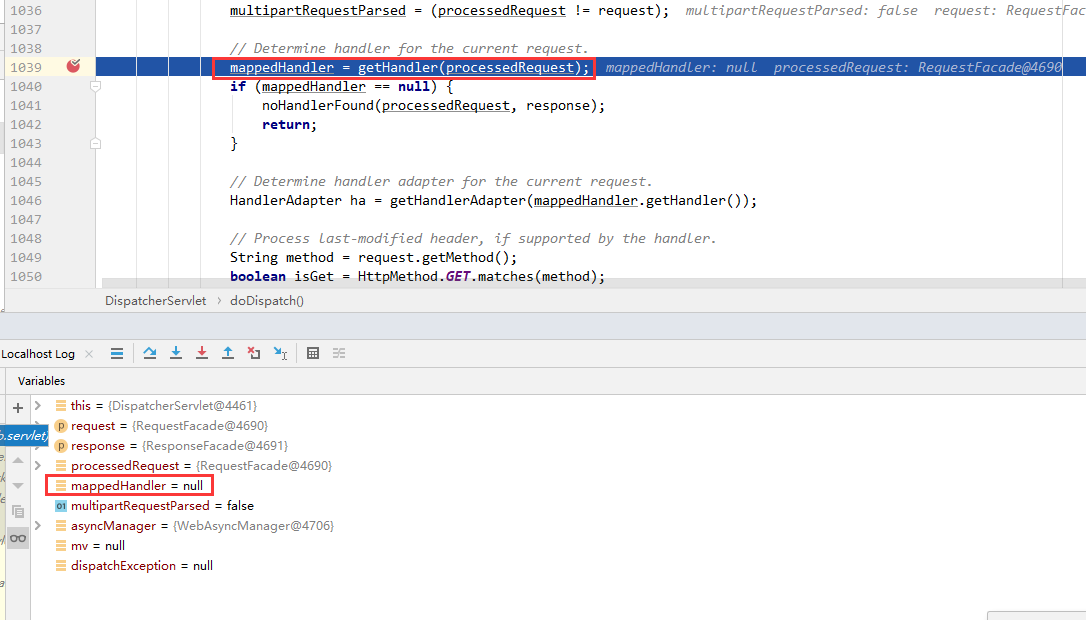 1036 multipartRequestParsed = (processedRequest != request); multipartRequestParsed: false request: RequestFac
1037
1038 // Determine handler for the current request.
1039 mappedHandler = getHandler(processedRequest); mappedHandler: null processedRequest: RequestFacade@4690
1040 if (mappedHandler == null) {
1041 noHandlerFound(processedRequest, response);
1042 return;
1043 }
1044
1045 // Determine handler adapter for the current request.
1046 HandlerAdapter ha = getHandlerAdapter(mappedHandler.getHandler());
1047
1048 // Process last-modified header, if supported by the handler.
1049 String method = request.getMethod();
1050 boolean isGet = HttpMethod.GET.matches(method);
DispatcherServlet › doDispatch()
Localhost Log
Variables
this = {DispatcherServlet@4461}
p request = {RequestFacade@4690}
p response = {ResponseFacade@4691}
processedRequest = {RequestFacade@4690}
mappedHandler = null
01 multipartRequestParsed = false
asyncManager = {WebAsyncManager@4706}
mv = null
dispatchException = null
.servlet)